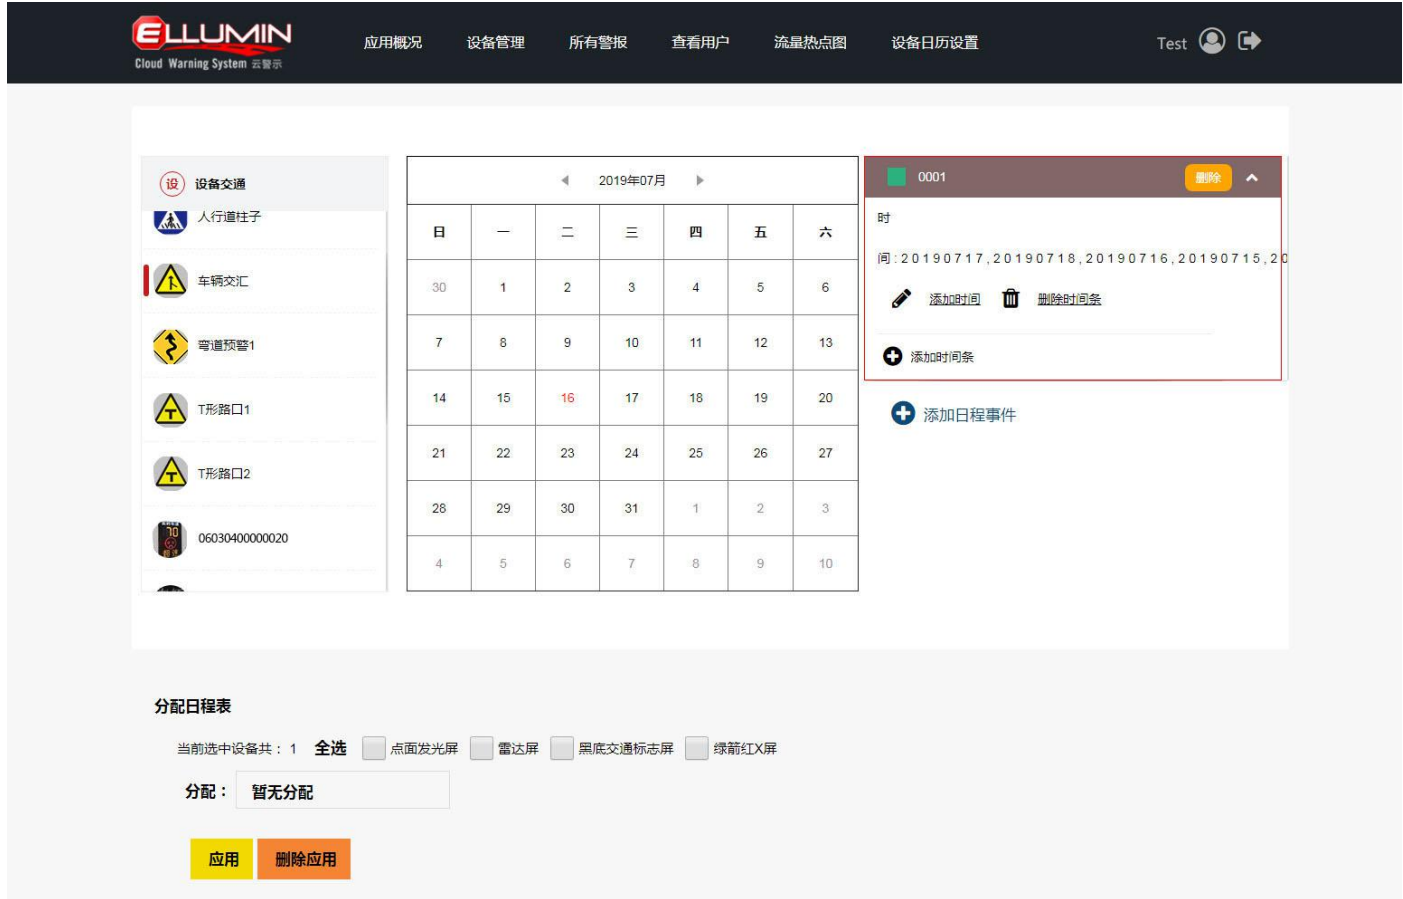 ELLUMIN
Cloud Warning System 云警示
应用概况 设备管理 所有警报 查看用户 流量热点图 设备日历设置 Test
设 设备交通
人行道柱子
车辆交汇
弯道预警1
T形路口1
T形路口2
70
06030400000020
2019年07月
日 一 二 三 四 五 六
30 1 2 3 4 5 6
7 8 9 10 11 12 13
14 15 16 17 18 19 20
21 22 23 24 25 26 27
28 29 30 31 1 2 3
4 5 6 7 8 9 10
0001 删除
时
间:20190717,20190718,20190716,20190715,20
添加时间 删除时间条
添加时间条
添加日程事件
分配日程表
当前选中设备共： 1 全选 点面发光屏 雷达屏 黑底交通标志屏 绿箭红X屏
分配： 暂无分配
应用 删除应用